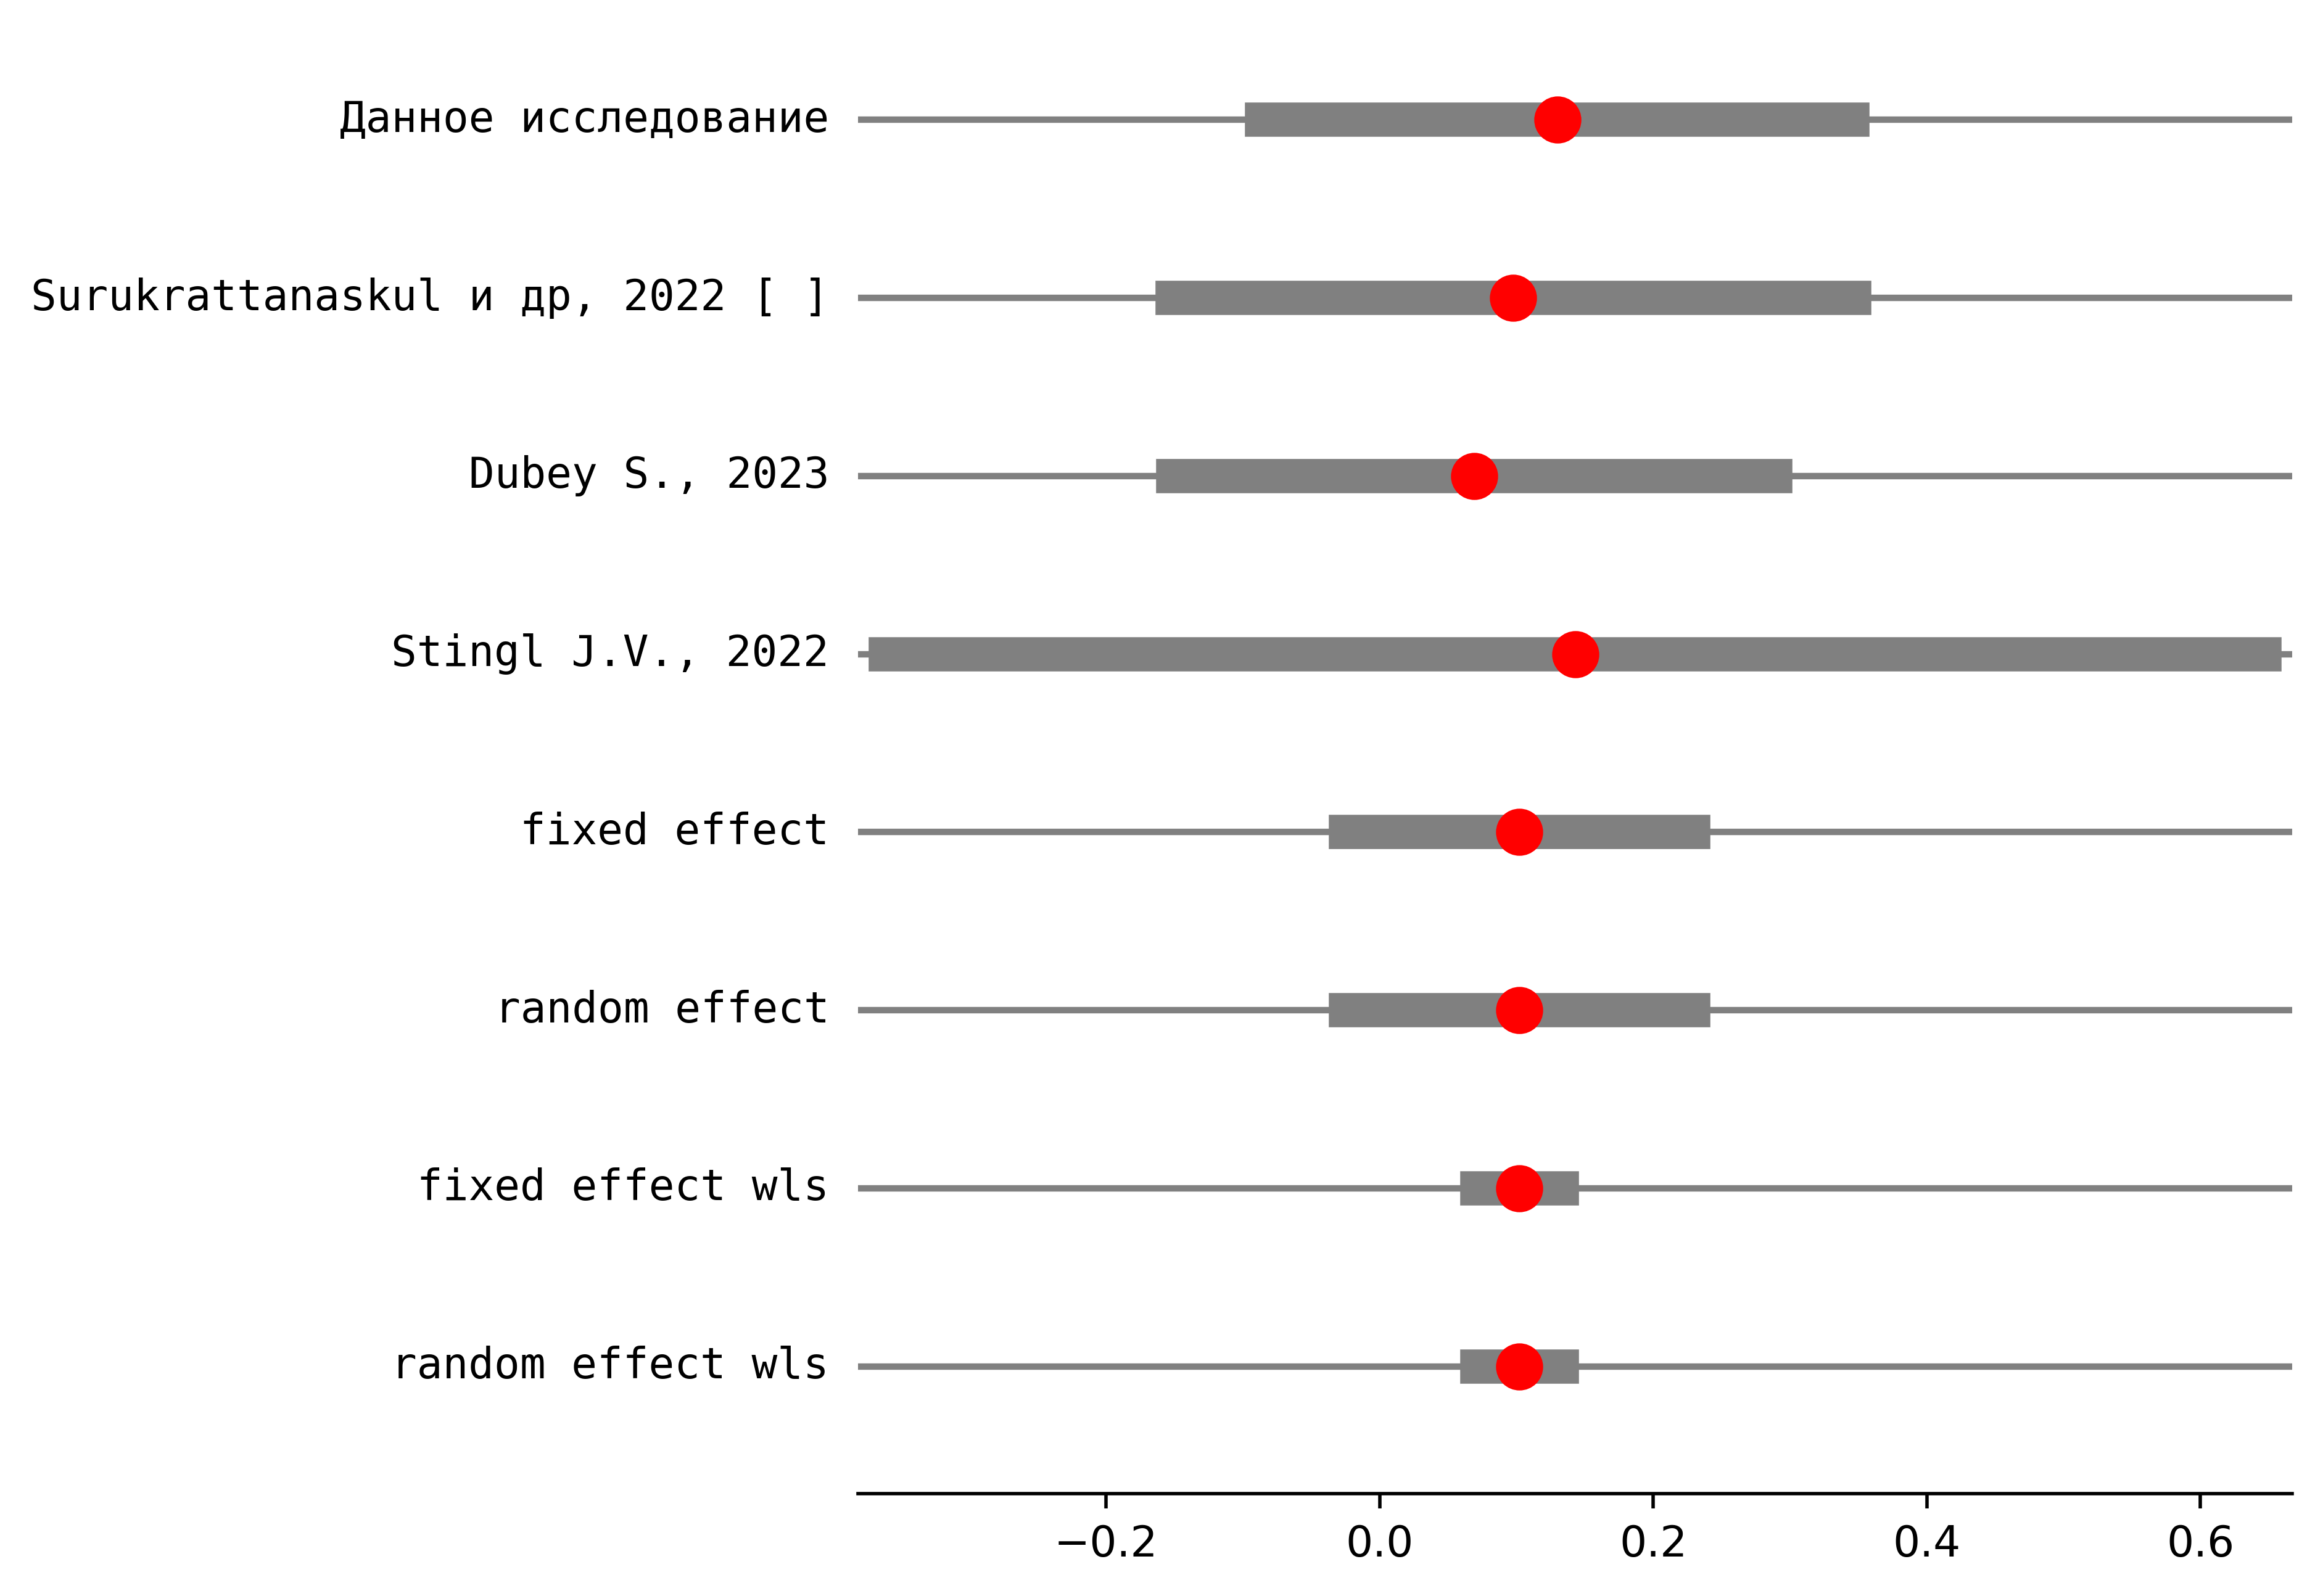 Данное исследование
Surukrattanaskul и др, 2022 [ ]
Dubey S., 2023
Stingl J.V., 2022
fixed effect
random effect
fixed effect wls
random effect wls
−0.2 0.0 0.2 0.4 0.6